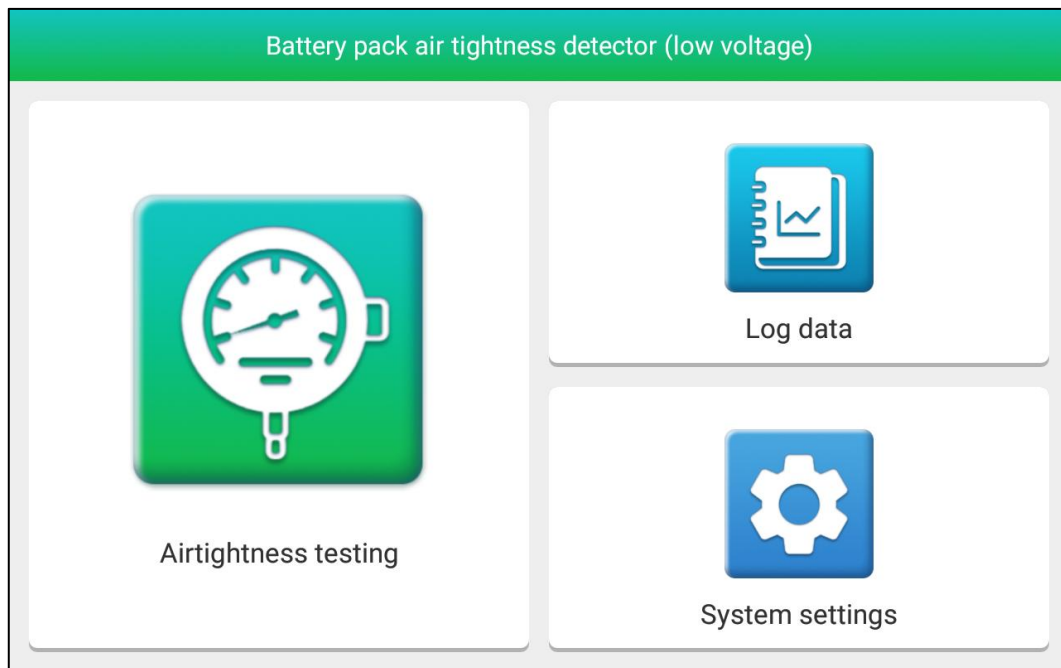 Battery pack air tightness detector (low voltage)
Airtightness testing
Log data
System settings